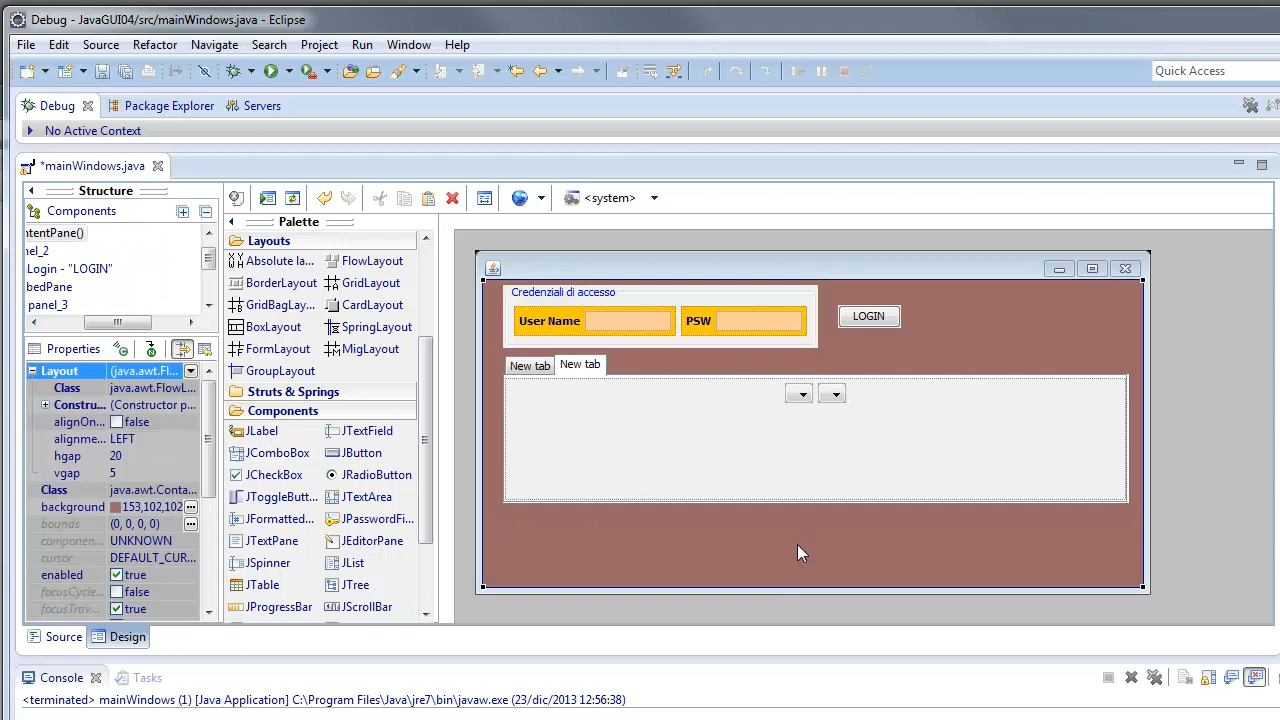 Debug - JavaGUI04/src/mainWindows.java - Eclipse
File Edit Source Refactor Navigate Search Project Run Window Help
Quick Access
Debug Package Explorer Servers
No Active Context
*mainWindows.java
Structure
Components
ntentPane()
nel_2
Login - "LOGIN"
bedPane
panel_3
Properties
Layout (java.awt.Fl...
Class java.awt.FlowL...
Constru... (Constructor p...
alignOn... false
alignme... LEFT
hgap 20
vgap 5
Class java.awt.Conta...
background 153,102,102
bounds (0, 0, 0, 0)
componen... UNKNOWN
cursor DEFAULT_CUR...
enabled true
focusCycle... false
focusTrav... true
Source Design
<system>
Palette
Layouts
Absolute la... FlowLayout
BorderLayout GridLayout
GridBagLay... CardLayout
BoxLayout SpringLayout
FormLayout MigLayout
GroupLayout
Struts & Springs
Components
JLabel JTextField
JComboBox JButton
JCheckBox JRadioButton
JToggleButt... JTextArea
JFormatted... JPasswordFi...
JTextPane JEditorPane
JSpinner JList
JTable JTree
JProgressBar JScrollBar
Credenziali di accesso
User Name PSW LOGIN
New tab New tab
Console Tasks
<terminated> mainWindows (1) [Java Application] C:\Program Files\Java\jre7\bin\javaw.exe (23/dic/2013 12:56:38)